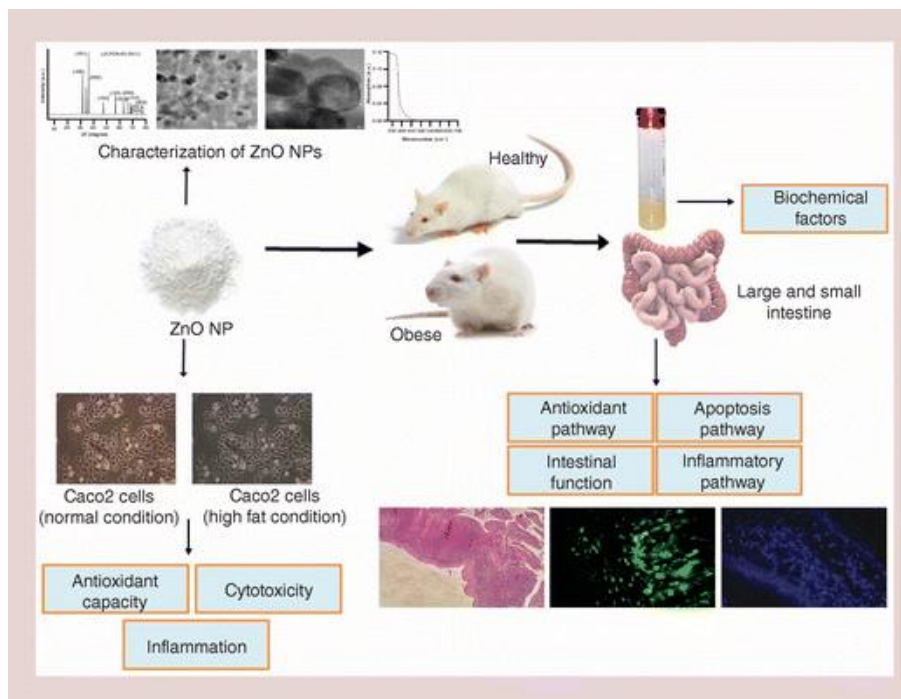 Characterization of ZnO NPs
Healthy
Biochemical
factors
ZnO NP
Obese
Large and small
intestine
Antioxidant
pathway
Apoptosis
pathway
Intestinal
function
Inflammatory
pathway
Caco2 cells
(normal condition)
Caco2 cells
(high fat condition)
Antioxidant
capacity
Cytotoxicity
Inflammation